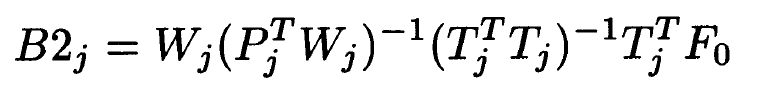 $B2_j = W_j(P_j^T W_j)^{-1}(T_j^T T_j)^{-1} T_j^T F_0$